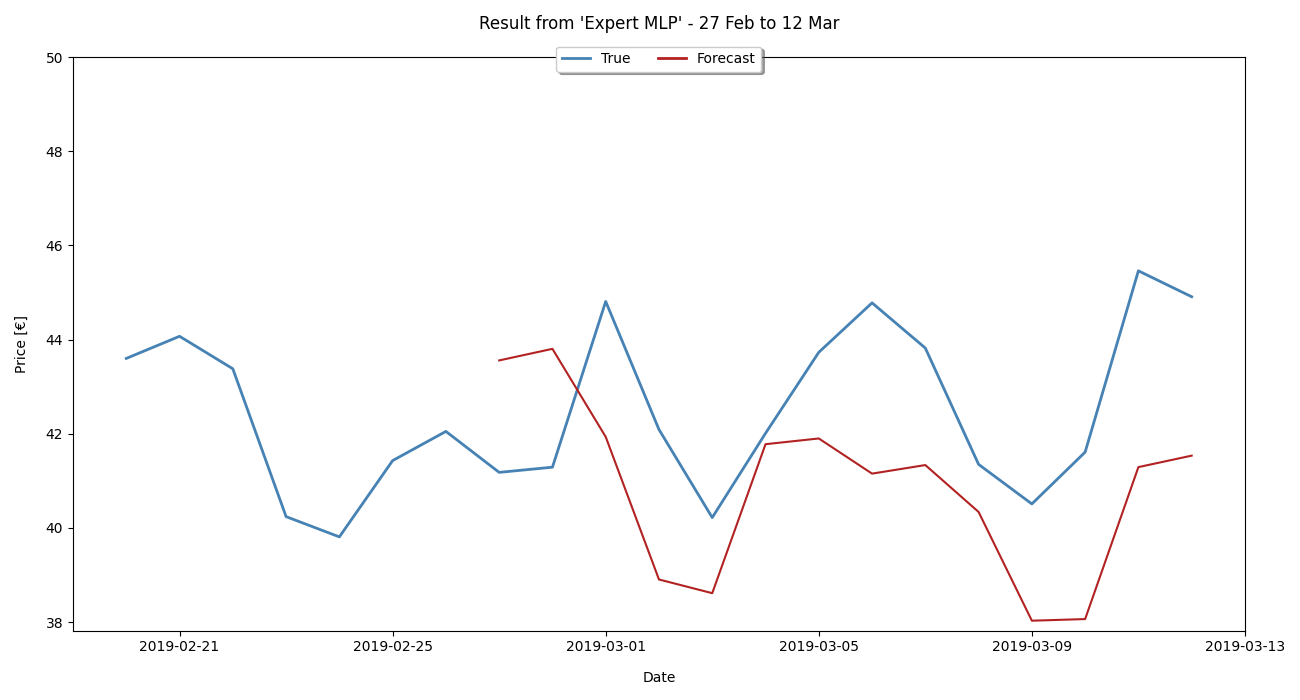 Result from 'Expert MLP' - 27 Feb to 12 Mar
True Forecast
50
48
46
44
42
40
38
Price [€]
2019-02-21 2019-02-25 2019-03-01 2019-03-05 2019-03-09 2019-03-13
Date